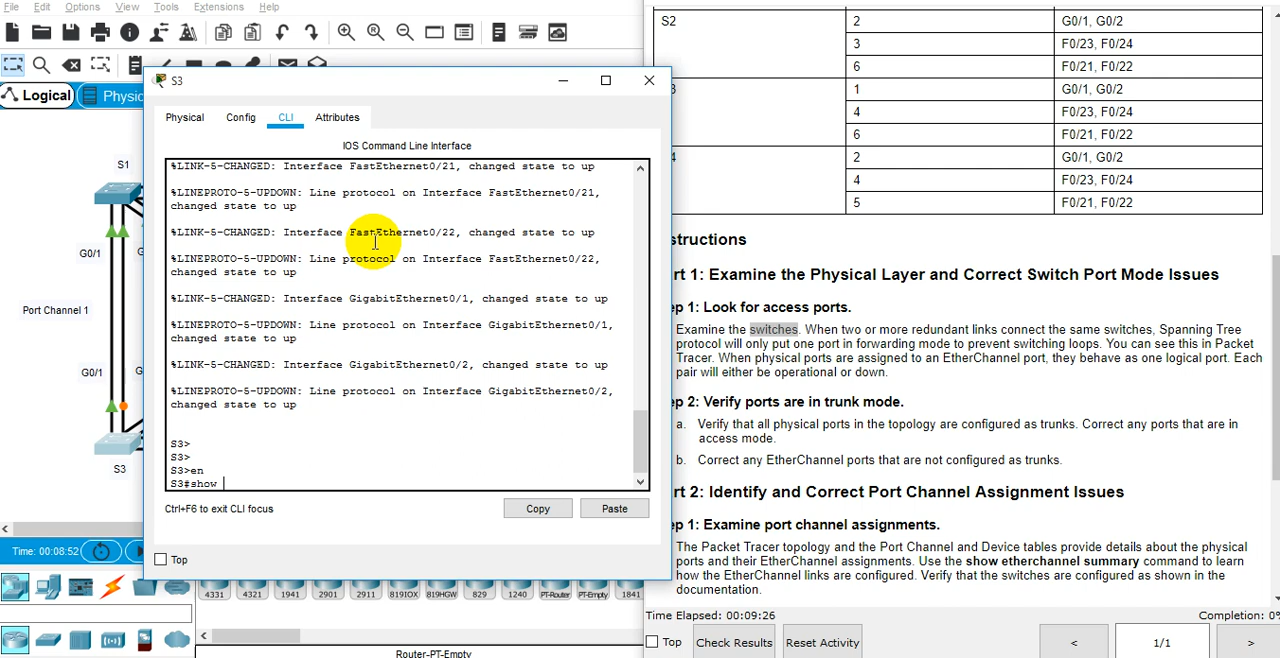 File Edit Options View Tools Extensions Help
Logical
Physic
S1
G0/1
G
Port Channel 1
G0/1
G
S3
Time: 00:08:52
S3
Physical Config CLI Attributes
IOS Command Line Interface
%LINK-5-CHANGED: Interface FastEthernet0/21, changed state to up
%LINEPROTO-5-UPDOWN: Line protocol on Interface FastEthernet0/21,
changed state to up
%LINK-5-CHANGED: Interface FastEthernet0/22, changed state to up
%LINEPROTO-5-UPDOWN: Line protocol on Interface FastEthernet0/22,
changed state to up
%LINK-5-CHANGED: Interface GigabitEthernet0/1, changed state to up
%LINEPROTO-5-UPDOWN: Line protocol on Interface GigabitEthernet0/1,
changed state to up
%LINK-5-CHANGED: Interface GigabitEthernet0/2, changed state to up
%LINEPROTO-5-UPDOWN: Line protocol on Interface GigabitEthernet0/2,
changed state to up
S3>
S3>
S3>en
S3#show
Ctrl+F6 to exit CLI focus
Copy Paste
Top
4331 4321 1941 2901 2911 819IOX 819HGW 829 1240 PT-Router PT-Empty 1841
Router-PT-Empty
S2 2 G0/1, G0/2
3 F0/23, F0/24
6 F0/21, F0/22
3 1 G0/1, G0/2
4 F0/23, F0/24
6 F0/21, F0/22
4 2 G0/1, G0/2
4 F0/23, F0/24
5 F0/21, F0/22
structions
rt 1: Examine the Physical Layer and Correct Switch Port Mode Issues
ep 1: Look for access ports.
Examine the switches. When two or more redundant links connect the same switches, Spanning Tree
protocol will only put one port in forwarding mode to prevent switching loops. You can see this in Packet
Tracer. When physical ports are assigned to an EtherChannel port, they behave as one logical port. Each
pair will either be operational or down.
ep 2: Verify ports are in trunk mode.
a. Verify that all physical ports in the topology are configured as trunks. Correct any ports that are in
access mode.
b. Correct any EtherChannel ports that are not configured as trunks.
rt 2: Identify and Correct Port Channel Assignment Issues
ep 1: Examine port channel assignments.
The Packet Tracer topology and the Port Channel and Device tables provide details about the physical
ports and their EtherChannel assignments. Use the show etherchannel summary command to learn
how the EtherChannel links are configured. Verify that the switches are configured as shown in the
documentation.
Time Elapsed: 00:09:26 Completion: 0%
Top Check Results Reset Activity < 1/1 >